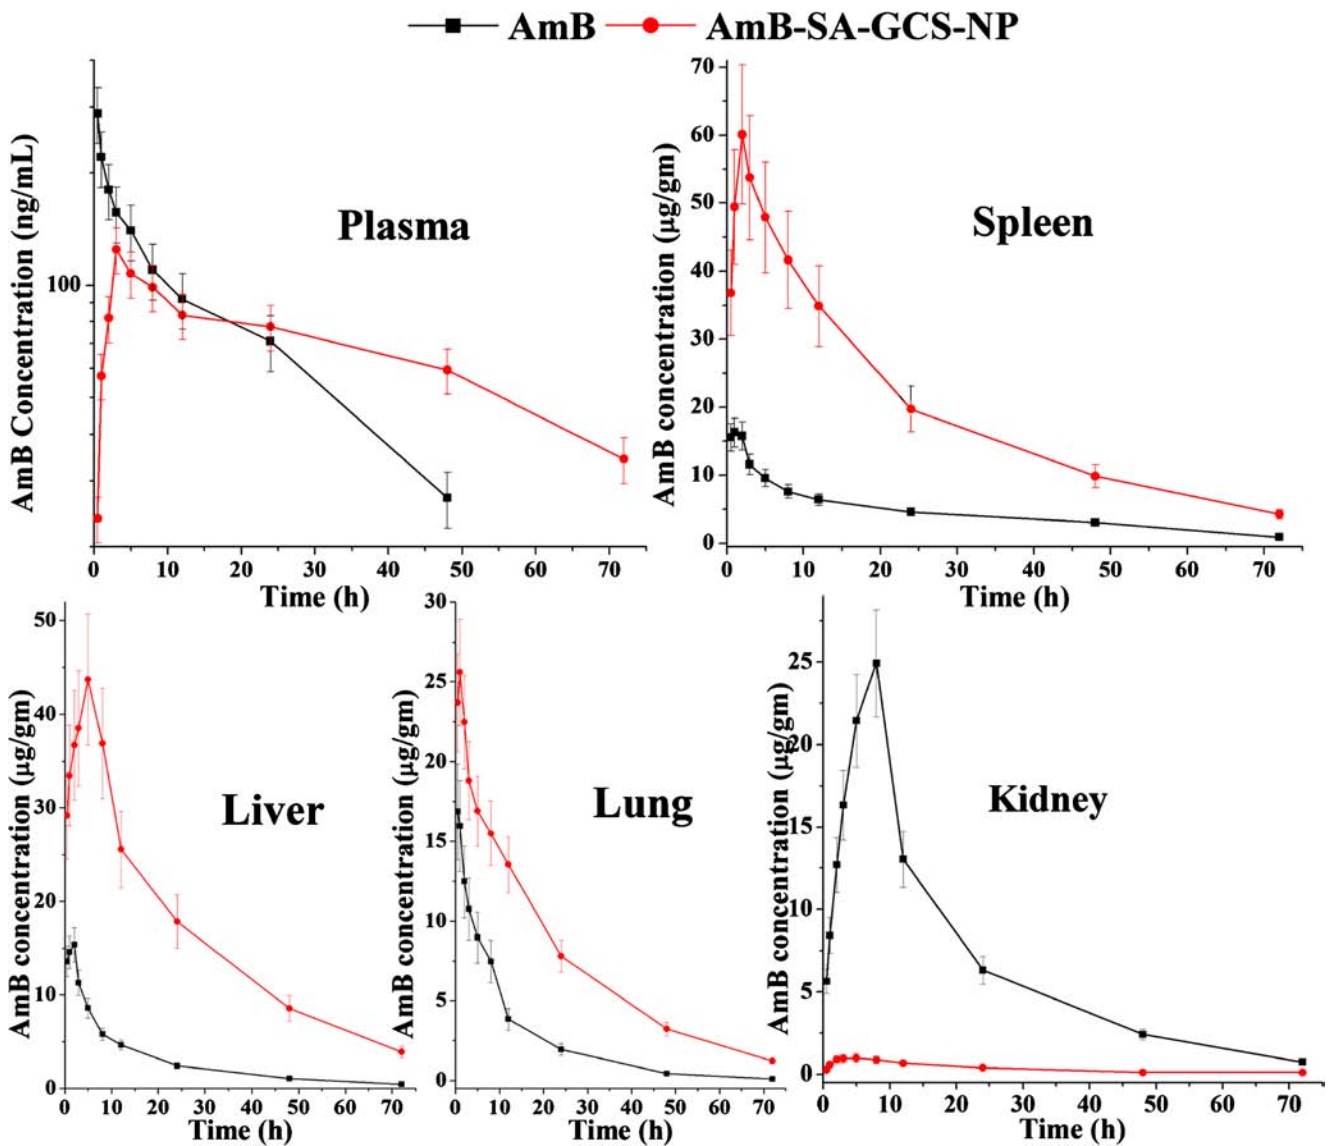 AmB AmB-SA-GCS-NP
AmB Concentration (ng/mL)
100
Plasma
0 10 20 30 40 50 60 70
Time (h)
AmB concentration (µg/gm)
70
60
50
40
30
20
10
0
Spleen
0 10 20 30 40 50 60 70
Time (h)
AmB concentration (µg/gm)
50
40
30
20
10
0
Liver
0 10 20 30 40 50 60 70
Time (h)
AmB concentration (µg/gm)
30
25
20
15
10
5
0
Lung
0 10 20 30 40 50 60 70
Time (h)
AmB concentration (µg/gm)
25
20
15
10
5
0
Kidney
0 10 20 30 40 50 60 70
Time (h)